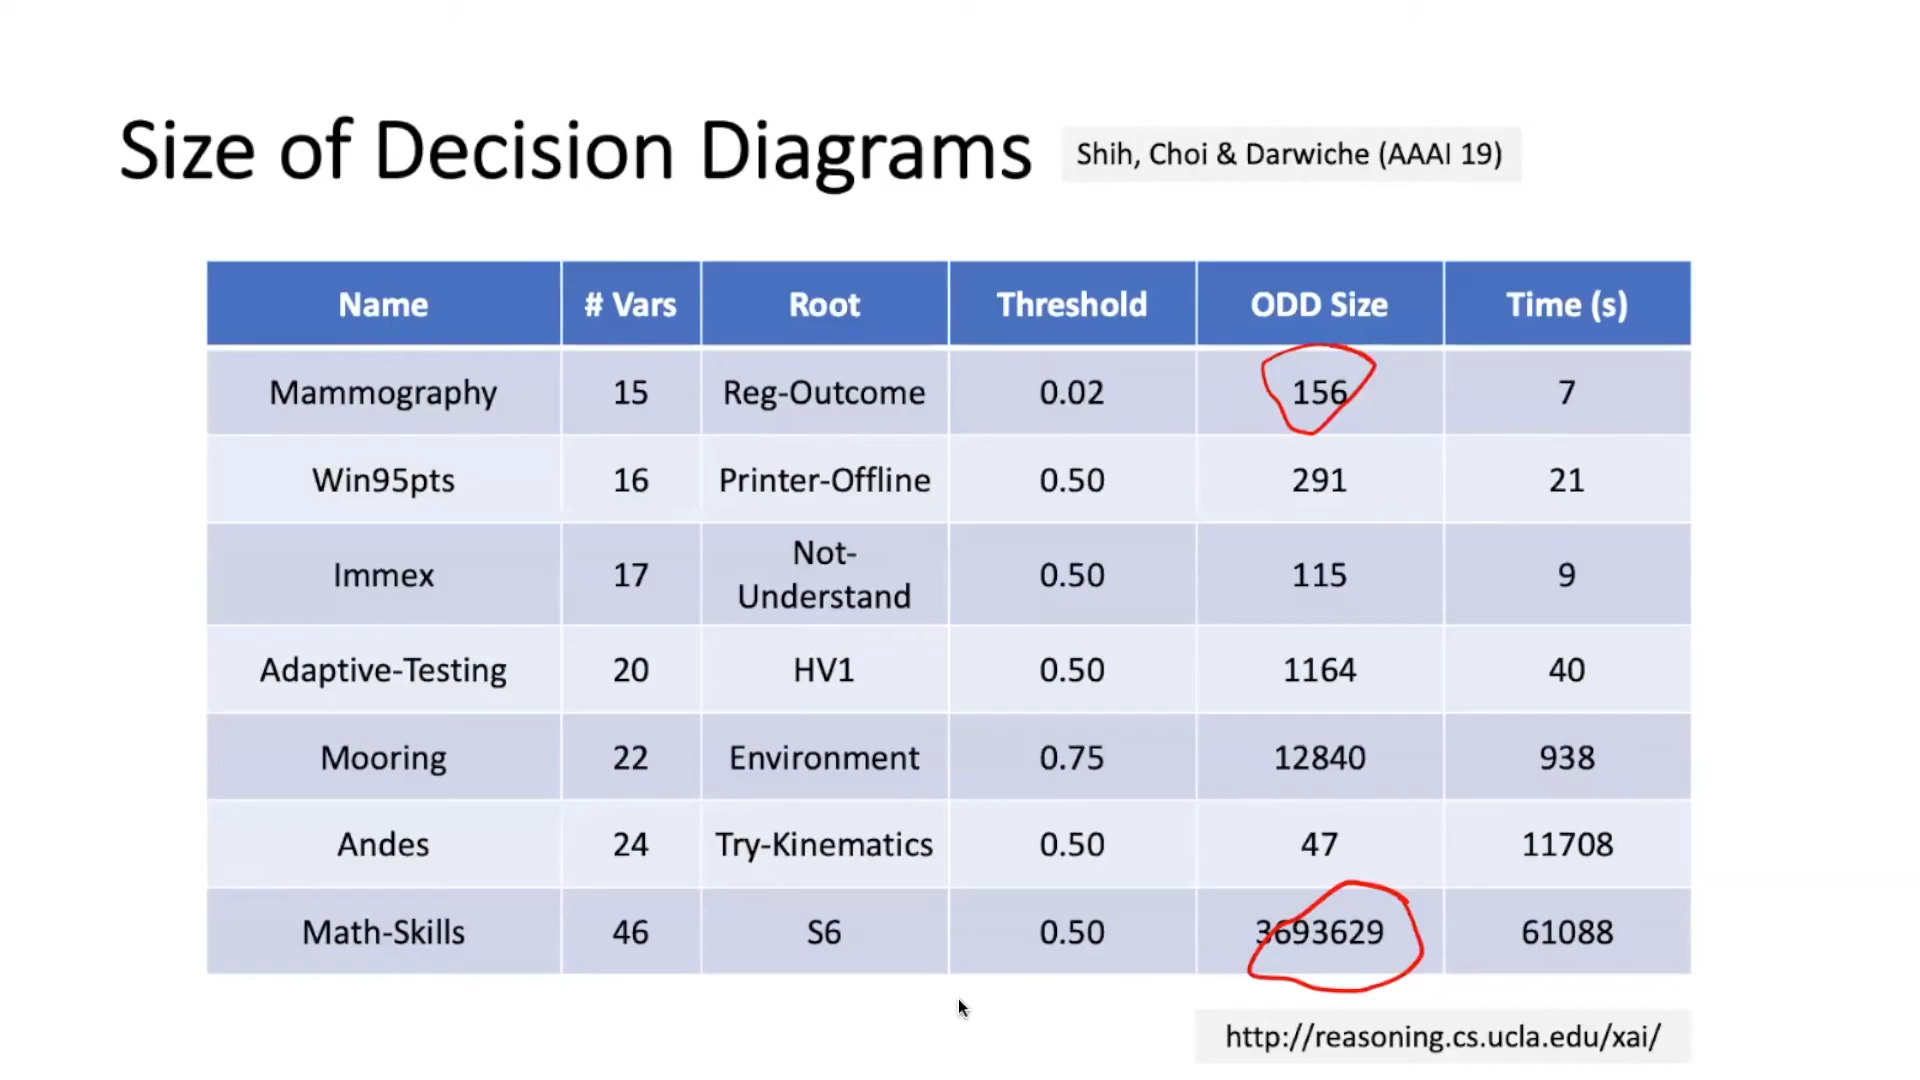 Size of Decision Diagrams Shih, Choi & Darwiche (AAAI 19)
Name # Vars Root Threshold ODD Size Time (s)
Mammography 15 Reg-Outcome 0.02 156 7
Win95pts 16 Printer-Offline 0.50 291 21
Immex 17 Not-
Understand 0.50 115 9
Adaptive-Testing 20 HV1 0.50 1164 40
Mooring 22 Environment 0.75 12840 938
Andes 24 Try-Kinematics 0.50 47 11708
Math-Skills 46 S6 0.50 3693629 61088
http://reasoning.cs.ucla.edu/xai/